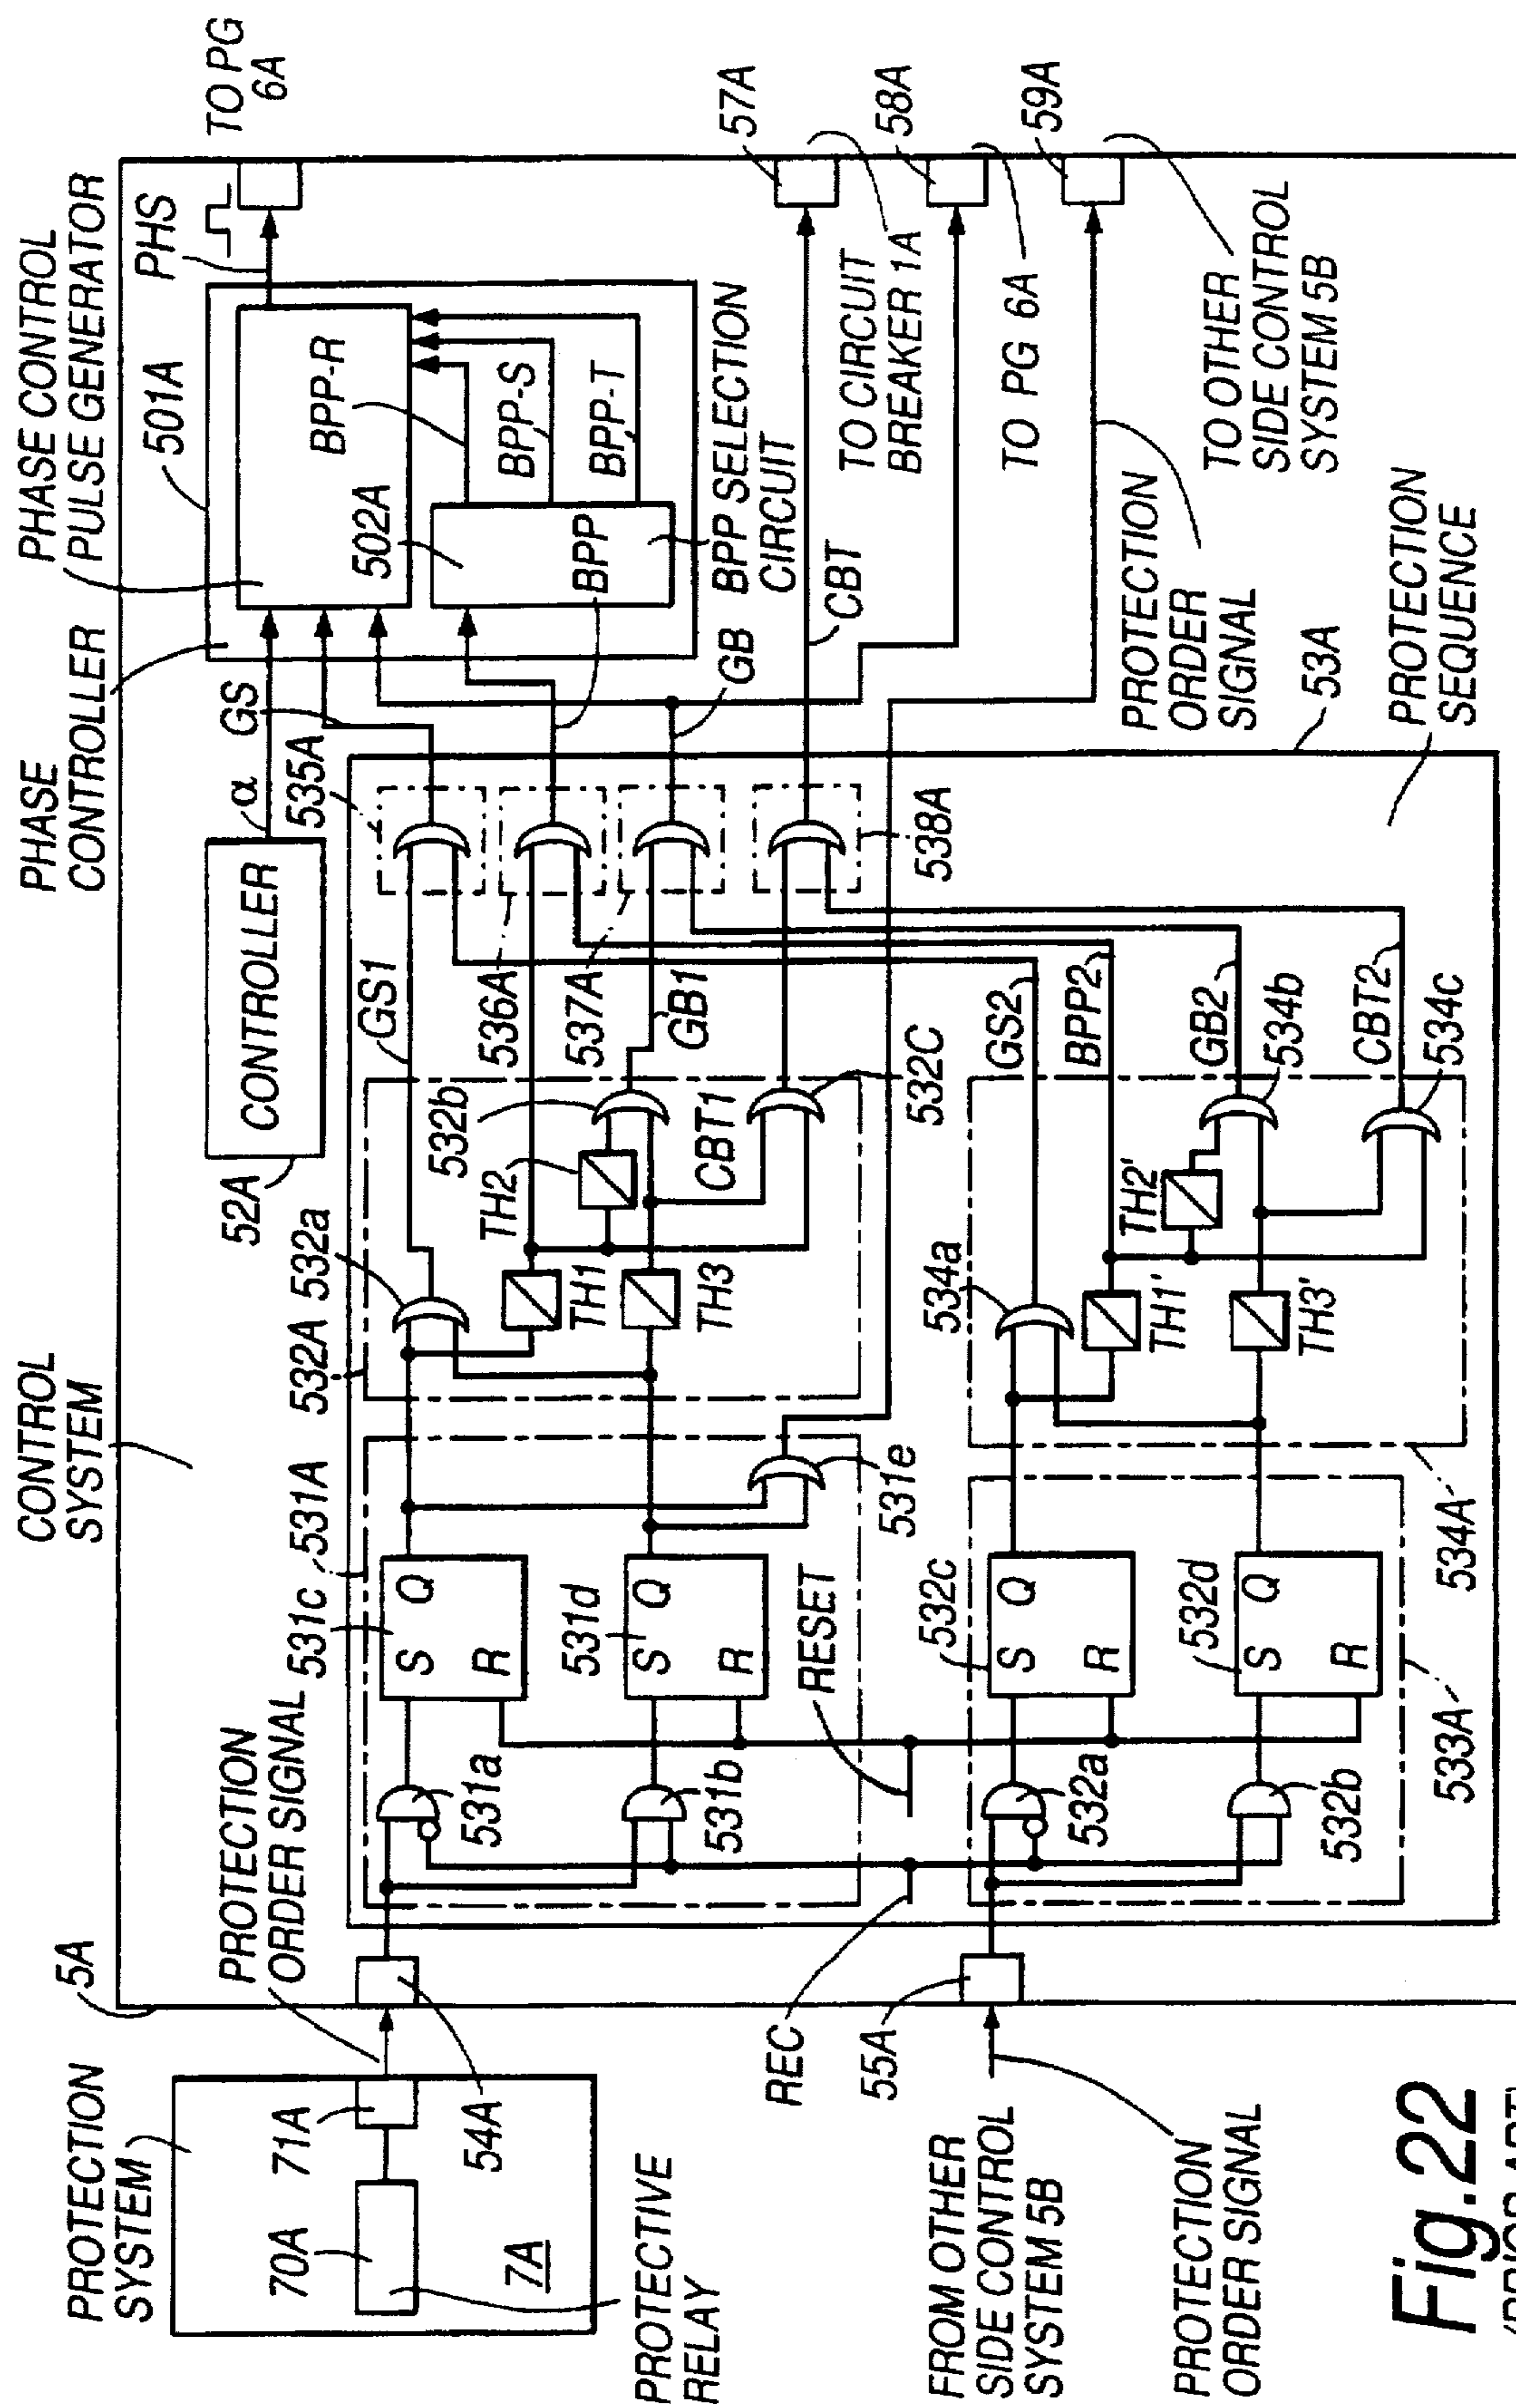 CONTROL
SYSTEM
PHASE
CONTROLLER
PHASE CONTROL
PULSE GENERATOR
501A
PHS
TO PG
6A
5A
PROTECTION
SYSTEM
70A
71A
7A
PROTECTIVE
RELAY
54A
PROTECTION
ORDER SIGNAL
52A
CONTROLLER
α
GS
BPP-R
502A
BPP-S
BPP-T
BPP
BPP SELECTION
CIRCUIT
GB
CBT
57A
TO CIRCUIT
BREAKER 1A
58A
TO PG 6A
59A
TO OTHER
SIDE CONTROL
SYSTEM 5B
PROTECTION
ORDER
SIGNAL
531A
531c
S Q
R
531a
531d
S Q
R
531b
531e
532A
532a
GS1
TH1
TH2
532b
TH3
CBT1
532C
GB1
535A
536A
537A
538A
REC
RESET
55A
FROM OTHER
SIDE CONTROL
SYSTEM 5B
PROTECTION
ORDER SIGNAL
532c
S Q
R
532a
532d
S Q
R
532b
533A
534A
534a
GS2
TH1'
BPP2
TH2'
GB2
534b
TH3'
CBT2
534c
53A
PROTECTION
SEQUENCE
Fig.22
(PRIOR ART)